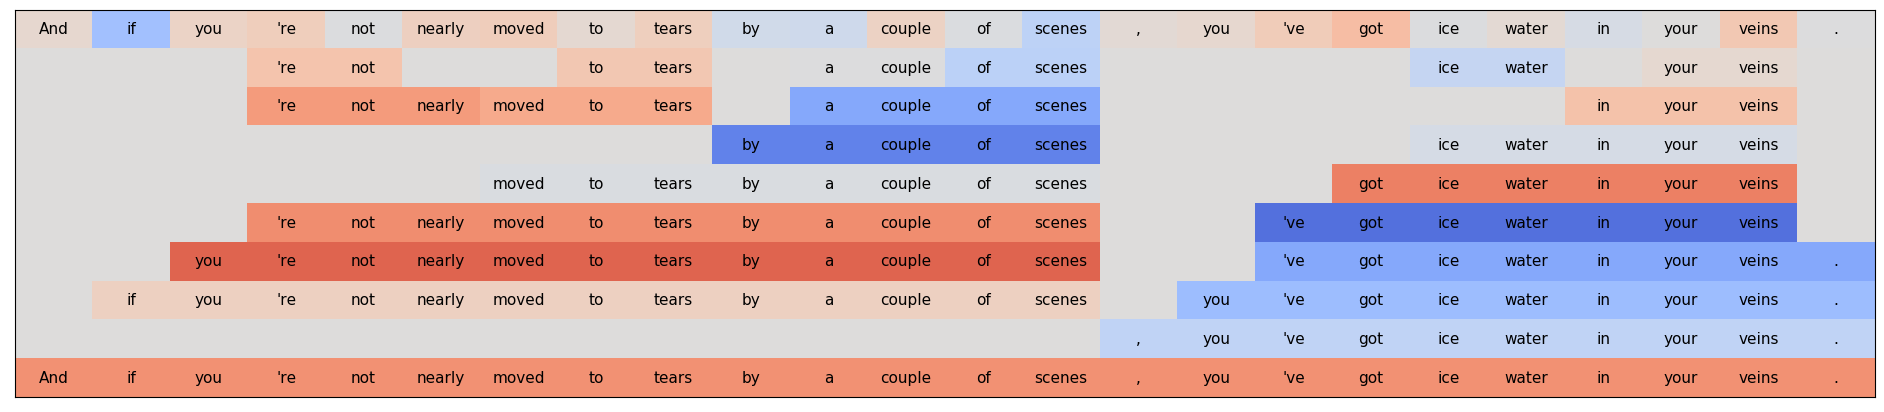 And if you 're not nearly moved to tears by a couple of scenes , you 've got ice water in your veins .
're not to tears a couple of scenes ice water your veins
're not nearly moved to tears a couple of scenes in your veins
by a couple of scenes ice water in your veins
moved to tears by a couple of scenes got ice water in your veins
're not nearly moved to tears by a couple of scenes 've got ice water in your veins
you 're not nearly moved to tears by a couple of scenes 've got ice water in your veins .
if you 're not nearly moved to tears by a couple of scenes you 've got ice water in your veins .
, you 've got ice water in your veins .
And if you 're not nearly moved to tears by a couple of scenes , you 've got ice water in your veins .